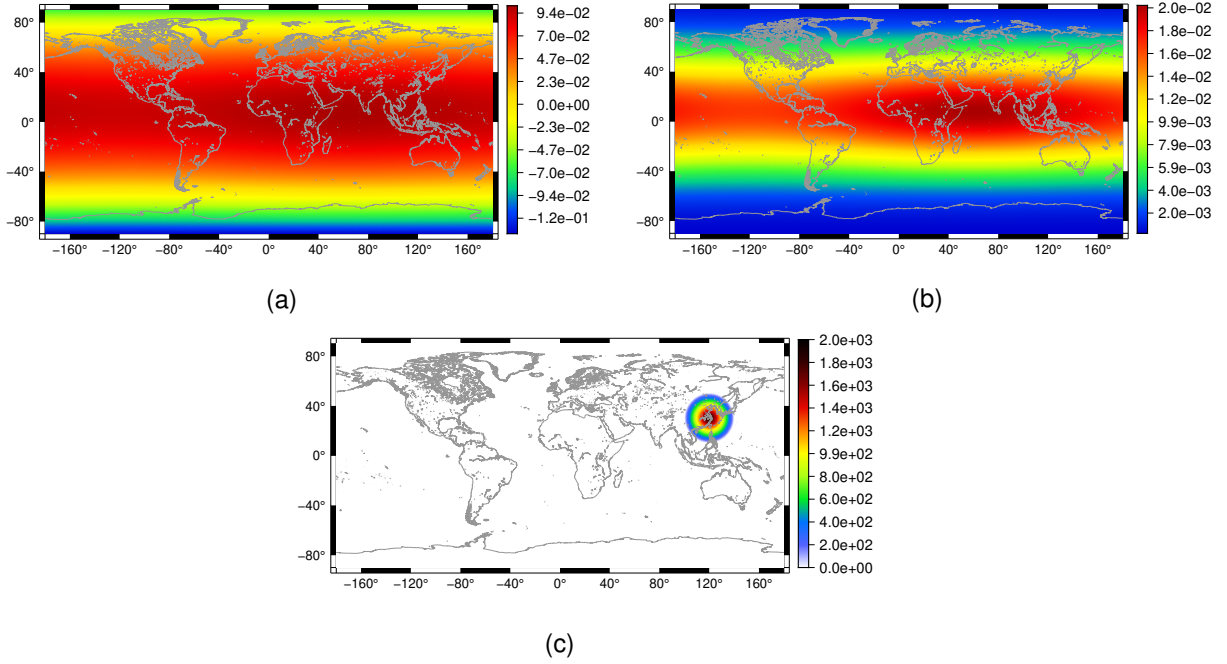 80°
40°
0°
−40°
−80°
−160° −120° −80° −40° 0° 40° 80° 120° 160°
9.4e−02
7.0e−02
4.7e−02
2.3e−02
0.0e+00
−2.3e−02
−4.7e−02
−7.0e−02
−9.4e−02
−1.2e−01
(a)
80°
40°
0°
−40°
−80°
−160° −120° −80° −40° 0° 40° 80° 120° 160°
2.0e−02
1.8e−02
1.6e−02
1.4e−02
1.2e−02
9.9e−03
7.9e−03
5.9e−03
3.9e−03
2.0e−03
(b)
80°
40°
0°
−40°
−80°
−160° −120° −80° −40° 0° 40° 80° 120° 160°
2.0e+03
1.8e+03
1.6e+03
1.4e+03
1.2e+03
9.9e+02
8.0e+02
6.0e+02
4.0e+02
2.0e+02
0.0e+00
(c)